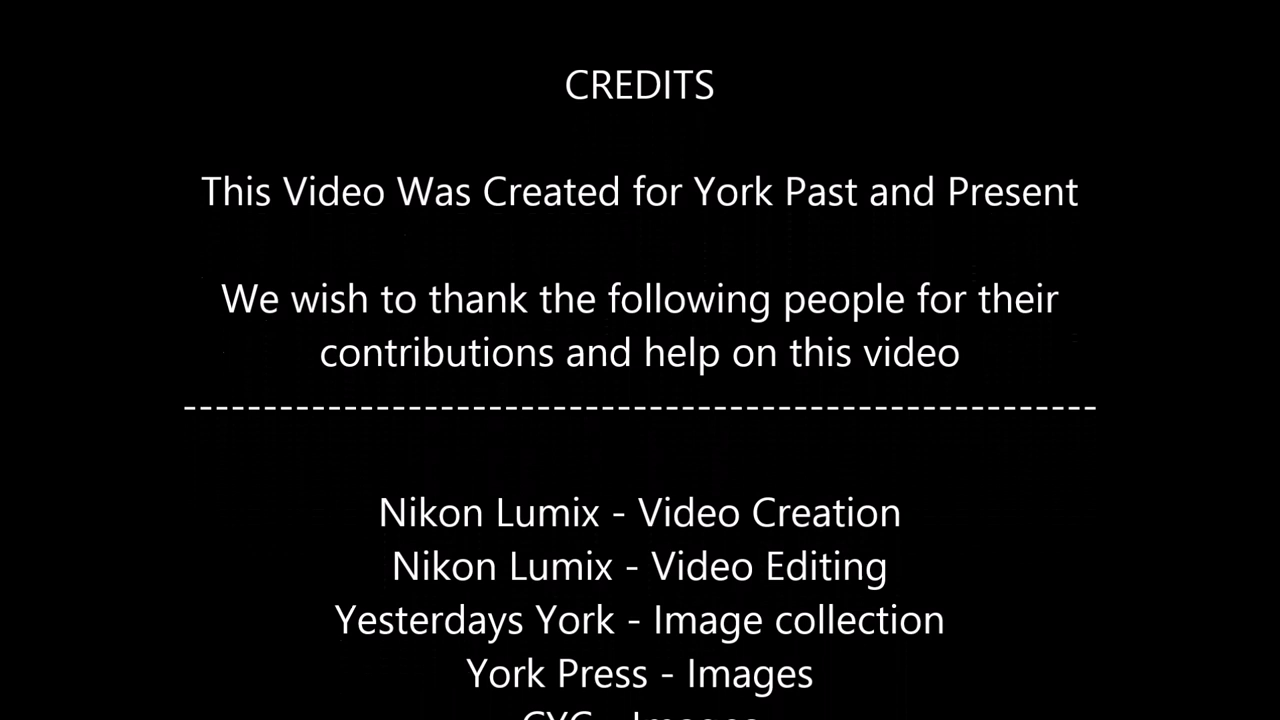 CREDITS
This Video Was Created for York Past and Present
We wish to thank the following people for their
contributions and help on this video
---------------------------------------------------------
Nikon Lumix - Video Creation
Nikon Lumix - Video Editing
Yesterdays York - Image collection
York Press - Images
CYC - Images